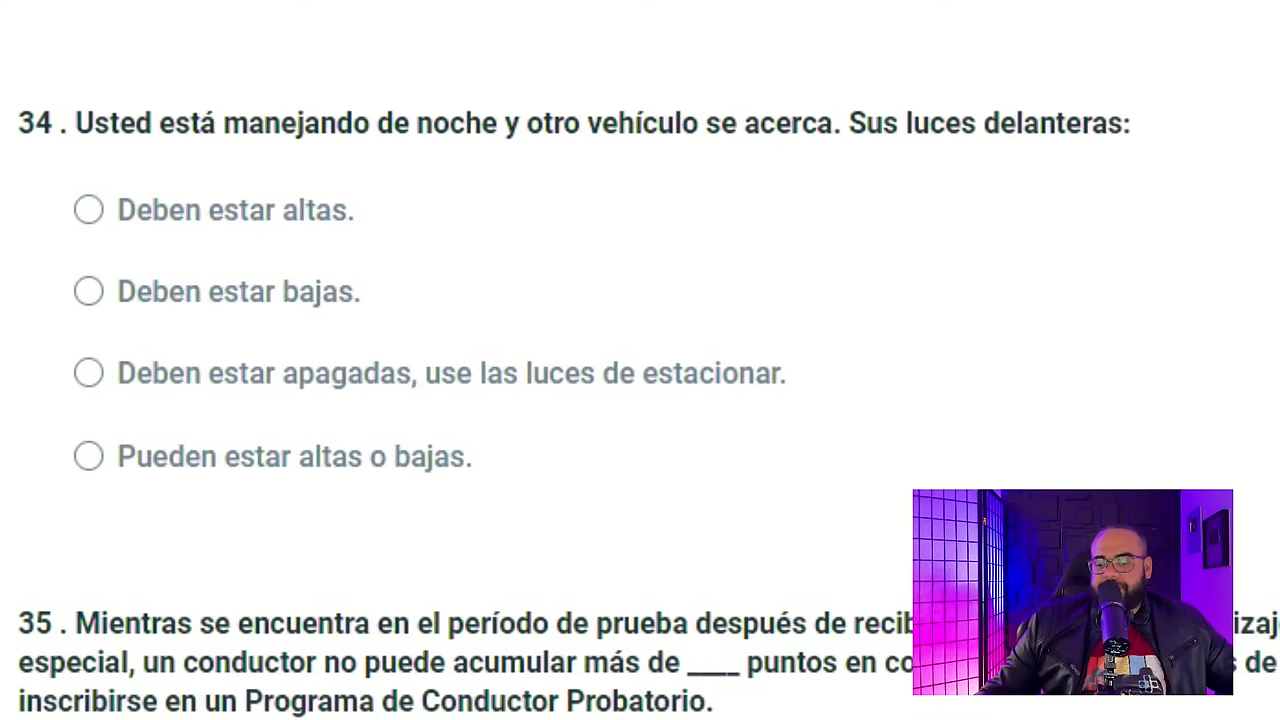 34 . Usted está manejando de noche y otro vehículo se acerca. Sus luces delanteras:
Deben estar altas.
Deben estar bajas.
Deben estar apagadas, use las luces de estacionar.
Pueden estar altas o bajas.
35 . Mientras se encuentra en el período de prueba después de
especial, un conductor no puede acumular más de ____ puntos en de
inscribirse en un Programa de Conductor Probatorio.